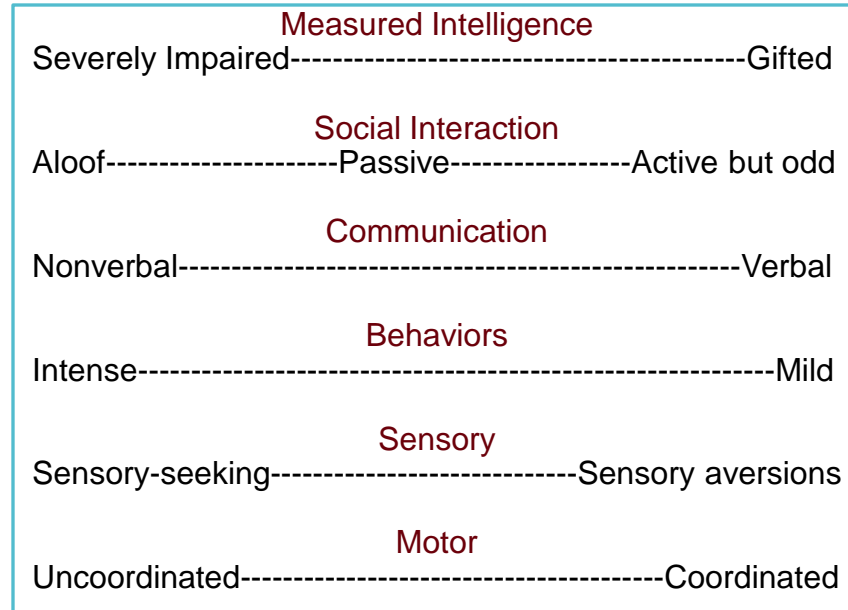 Measured Intelligence
Severely Impaired-------------------------------------------Gifted
Social Interaction
Aloof----------------------Passive-----------------Active but odd
Communication
Nonverbal-----------------------------------------------------Verbal
Behaviors
Intense------------------------------------------------------------Mild
Sensory
Sensory-seeking-----------------------------Sensory aversions
Motor
Uncoordinated----------------------------------------Coordinated